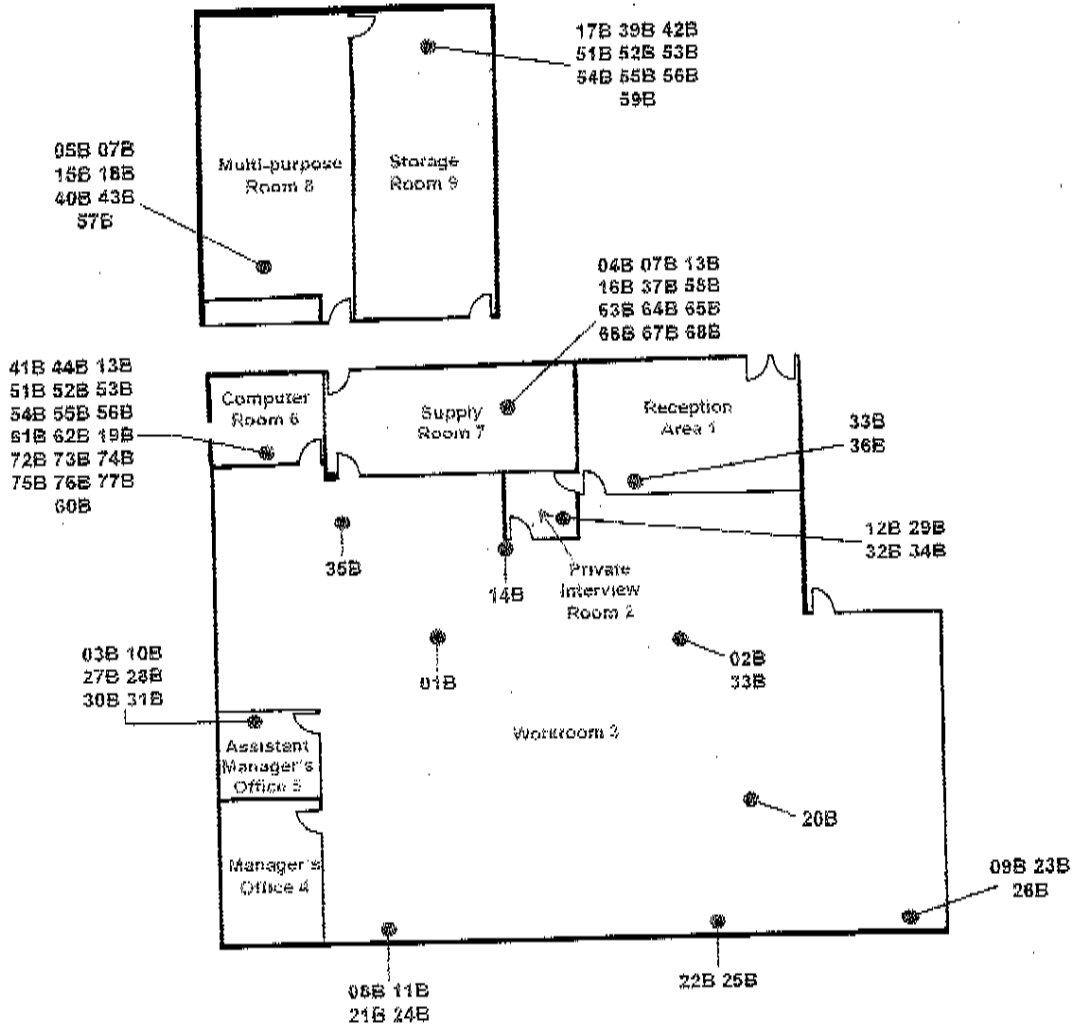 17B 39B 42B
51B 52B 53B
54B 55B 56B
59B
05B 07B
15B 18B
40B 43B
57B
Multi-purpose
Room 8
Storage
Room 9
04B 07B 13B
16B 37B 58B
63B 64B 65B
66B 67B 68B
41B 44B 13B
51B 52B 53B
54B 55B 56B
61B 62B 19B
72B 73B 74B
75B 76B 77B
60B
Computer
Room 6
Supply
Room 7
Reception
Area 1
33B
36B
12B 29B
32B 34B
35B
14B
Private
Interview
Room 2
03B 10B
27B 28B
30B 31B
01B
02B
33B
Workroom 3
Assistant
Manager's
Office 5
20B
Manager's
Office 4
09B 23B
26B
08B 11B
21B 24B
22B 25B